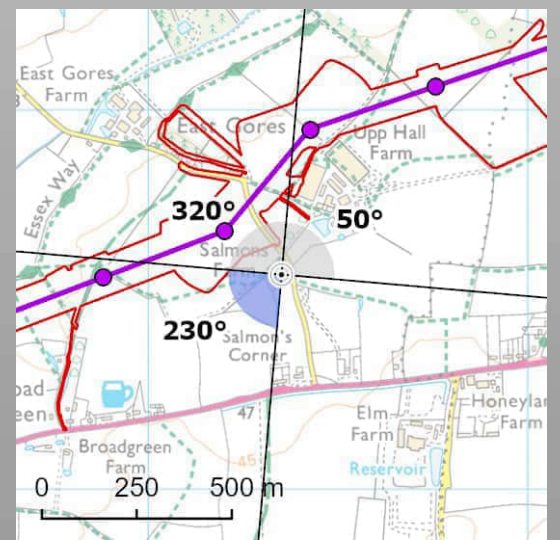 East Gores
Farm
East Gores
Upp Hall
Farm
Essex Way
320°
50°
Salmons
230°
Salmon's
Corner
oad
een
47
Elm
Farm
Honeylan
Farm
Broadgreen
Farm
45
Reservoir
0 250 500 m